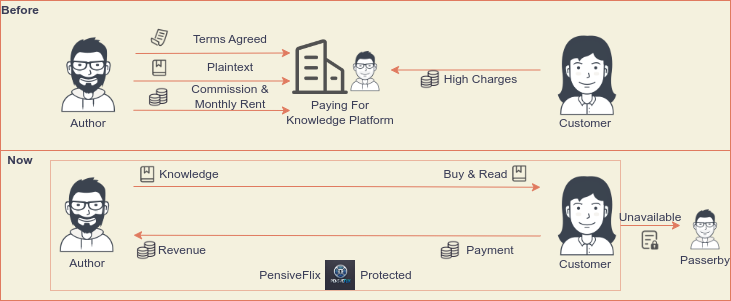 Before
Terms Agreed
Plaintext
Commission &
Monthly Rent
Author
Paying For
Knowledge Platform
High Charges
Customer
Now
Knowledge
Buy & Read
Revenue
Payment
Author
Customer
Unavailable
Passerby
PensiveFlix
Protected